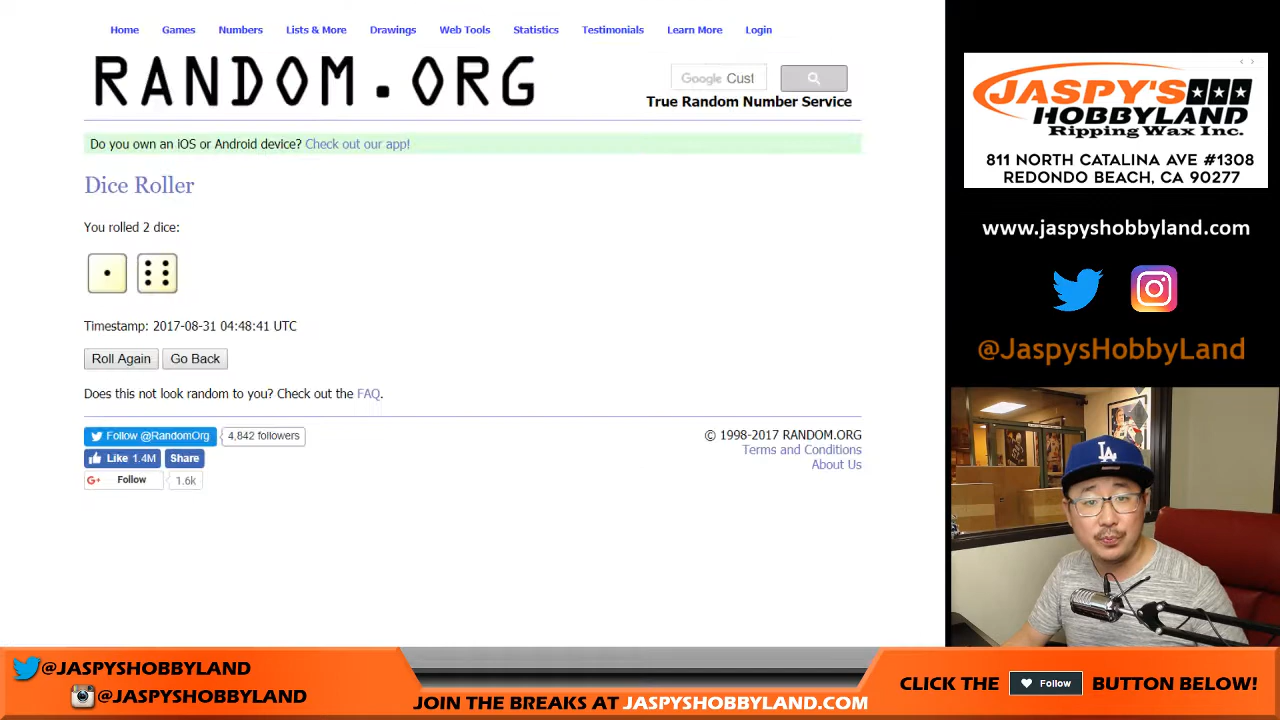 Home Games Numbers Lists & More Drawings Web Tools Statistics Testimonials Learn More Login
RANDOM.ORG
Google Cust
True Random Number Service
Do you own an iOS or Android device? Check out our app!
Dice Roller
You rolled 2 dice:
Timestamp: 2017-08-31 04:48:41 UTC
Roll Again Go Back
Does this not look random to you? Check out the FAQ.
Follow @RandomOrg 4,842 followers
Like 1.4M Share
G+ Follow 1.6k
© 1998-2017 RANDOM.ORG
Terms and Conditions
About Us
JASPY'S
HOBBYLAND
Ripping Wax Inc.
811 NORTH CATALINA AVE #1308
REDONDO BEACH, CA 90277
www.jaspyshobbyland.com
@JaspysHobbyLand
LA
@JASPYSHOBBYLAND
@JASPYSHOBBYLAND
JOIN THE BREAKS AT JASPYSHOBBYLAND.COM
CLICK THE Follow BUTTON BELOW!